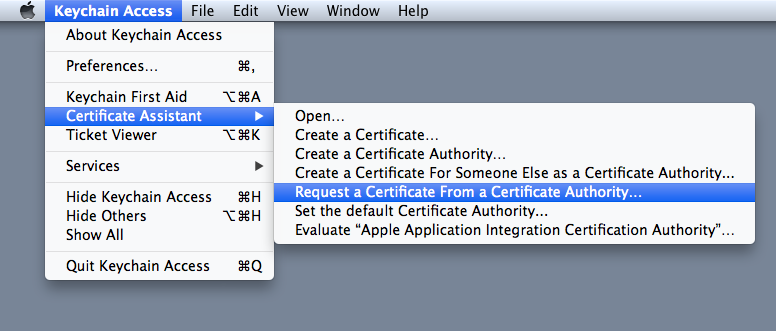 Keychain Access File Edit View Window Help
About Keychain Access
Preferences... ⌘,
Keychain First Aid ⌥⌘A
Certificate Assistant ▶
Ticket Viewer ⌥⌘K
Services ▶
Hide Keychain Access ⌘H
Hide Others ⌥⌘H
Show All
Quit Keychain Access ⌘Q
Open...
Create a Certificate...
Create a Certificate Authority...
Create a Certificate For Someone Else as a Certificate Authority...
Request a Certificate From a Certificate Authority...
Set the default Certificate Authority...
Evaluate “Apple Application Integration Certification Authority”...